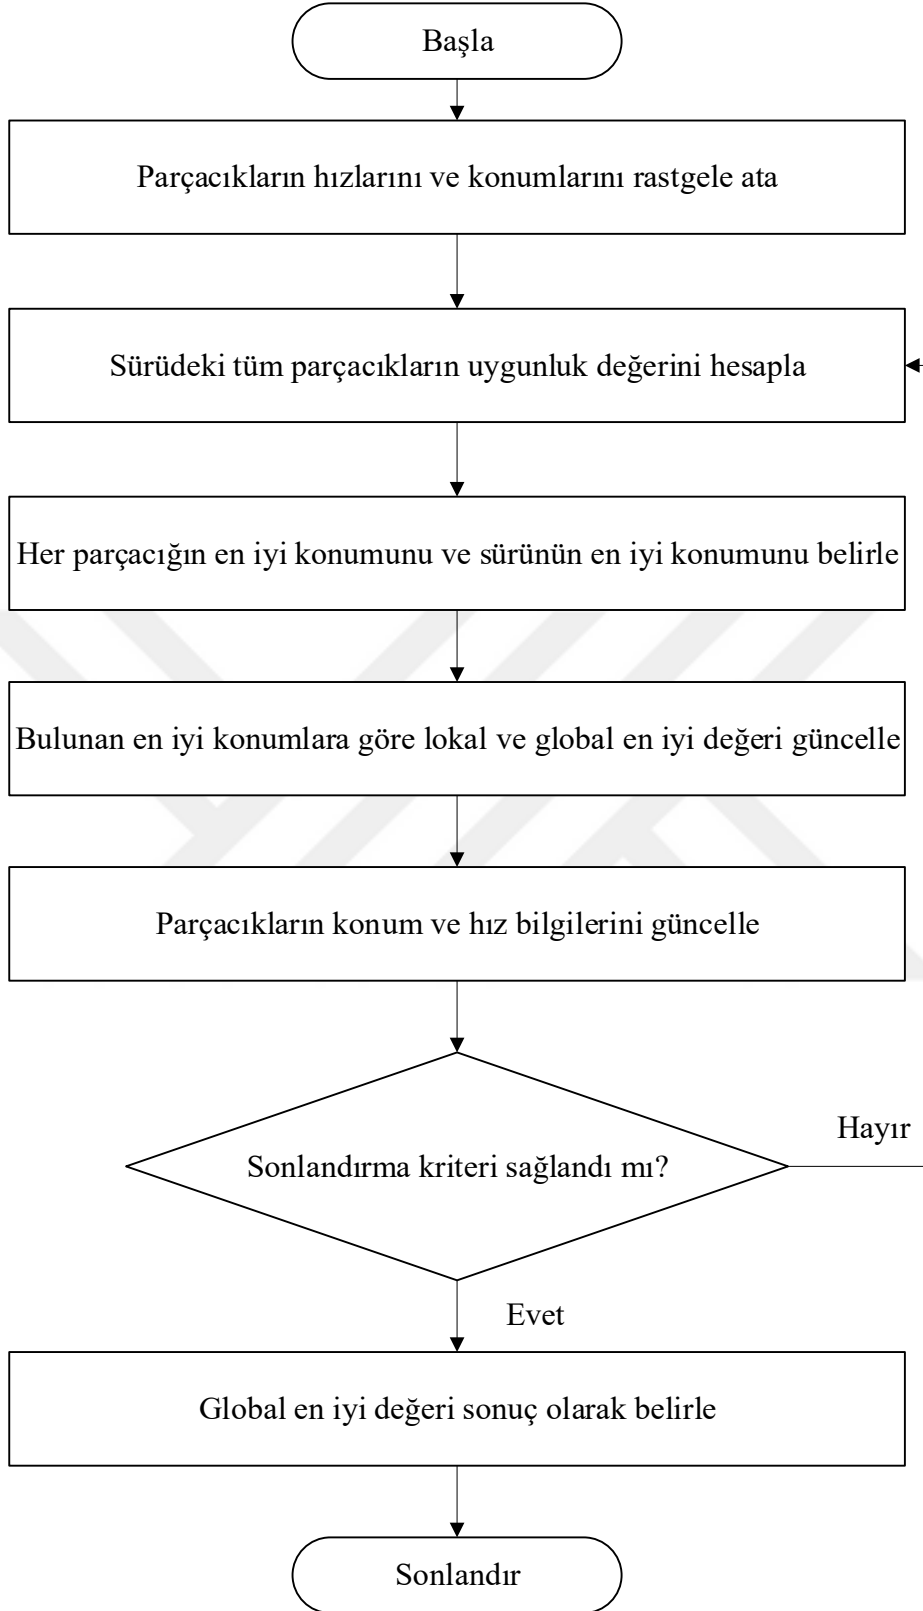 Başla
Parçacıkların hızlarını ve konumlarını rastgele ata
Sürüdeki tüm parçacıkların uygunluk değerini hesapla
Her parçacığın en iyi konumunu ve sürünün en iyi konumunu belirle
Bulunan en iyi konumlara göre lokal ve global en iyi değeri güncelle
Parçacıkların konum ve hız bilgilerini güncelle
Sonlandırma kriteri sağlandı mı?
Hayır
Evet
Global en iyi değeri sonuç olarak belirle
Sonlandır